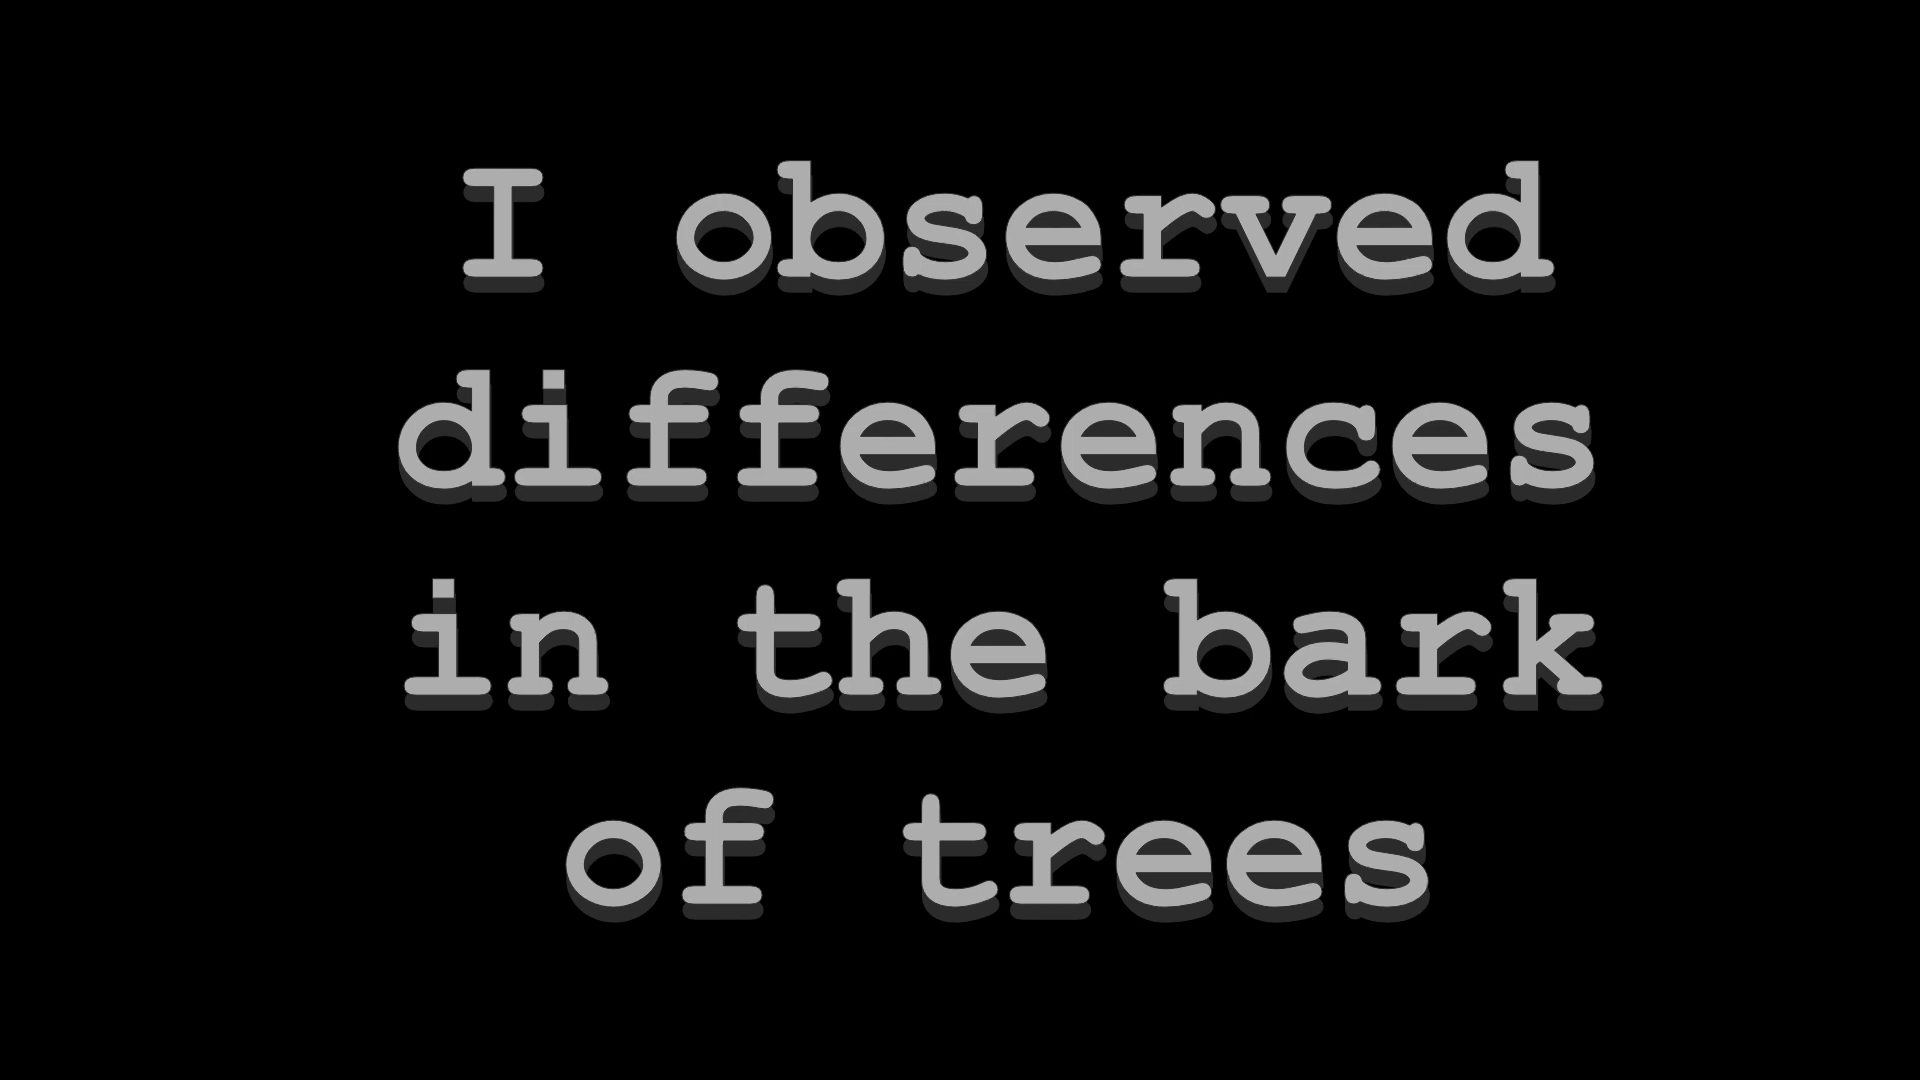 I observed
differences
in the bark
of trees